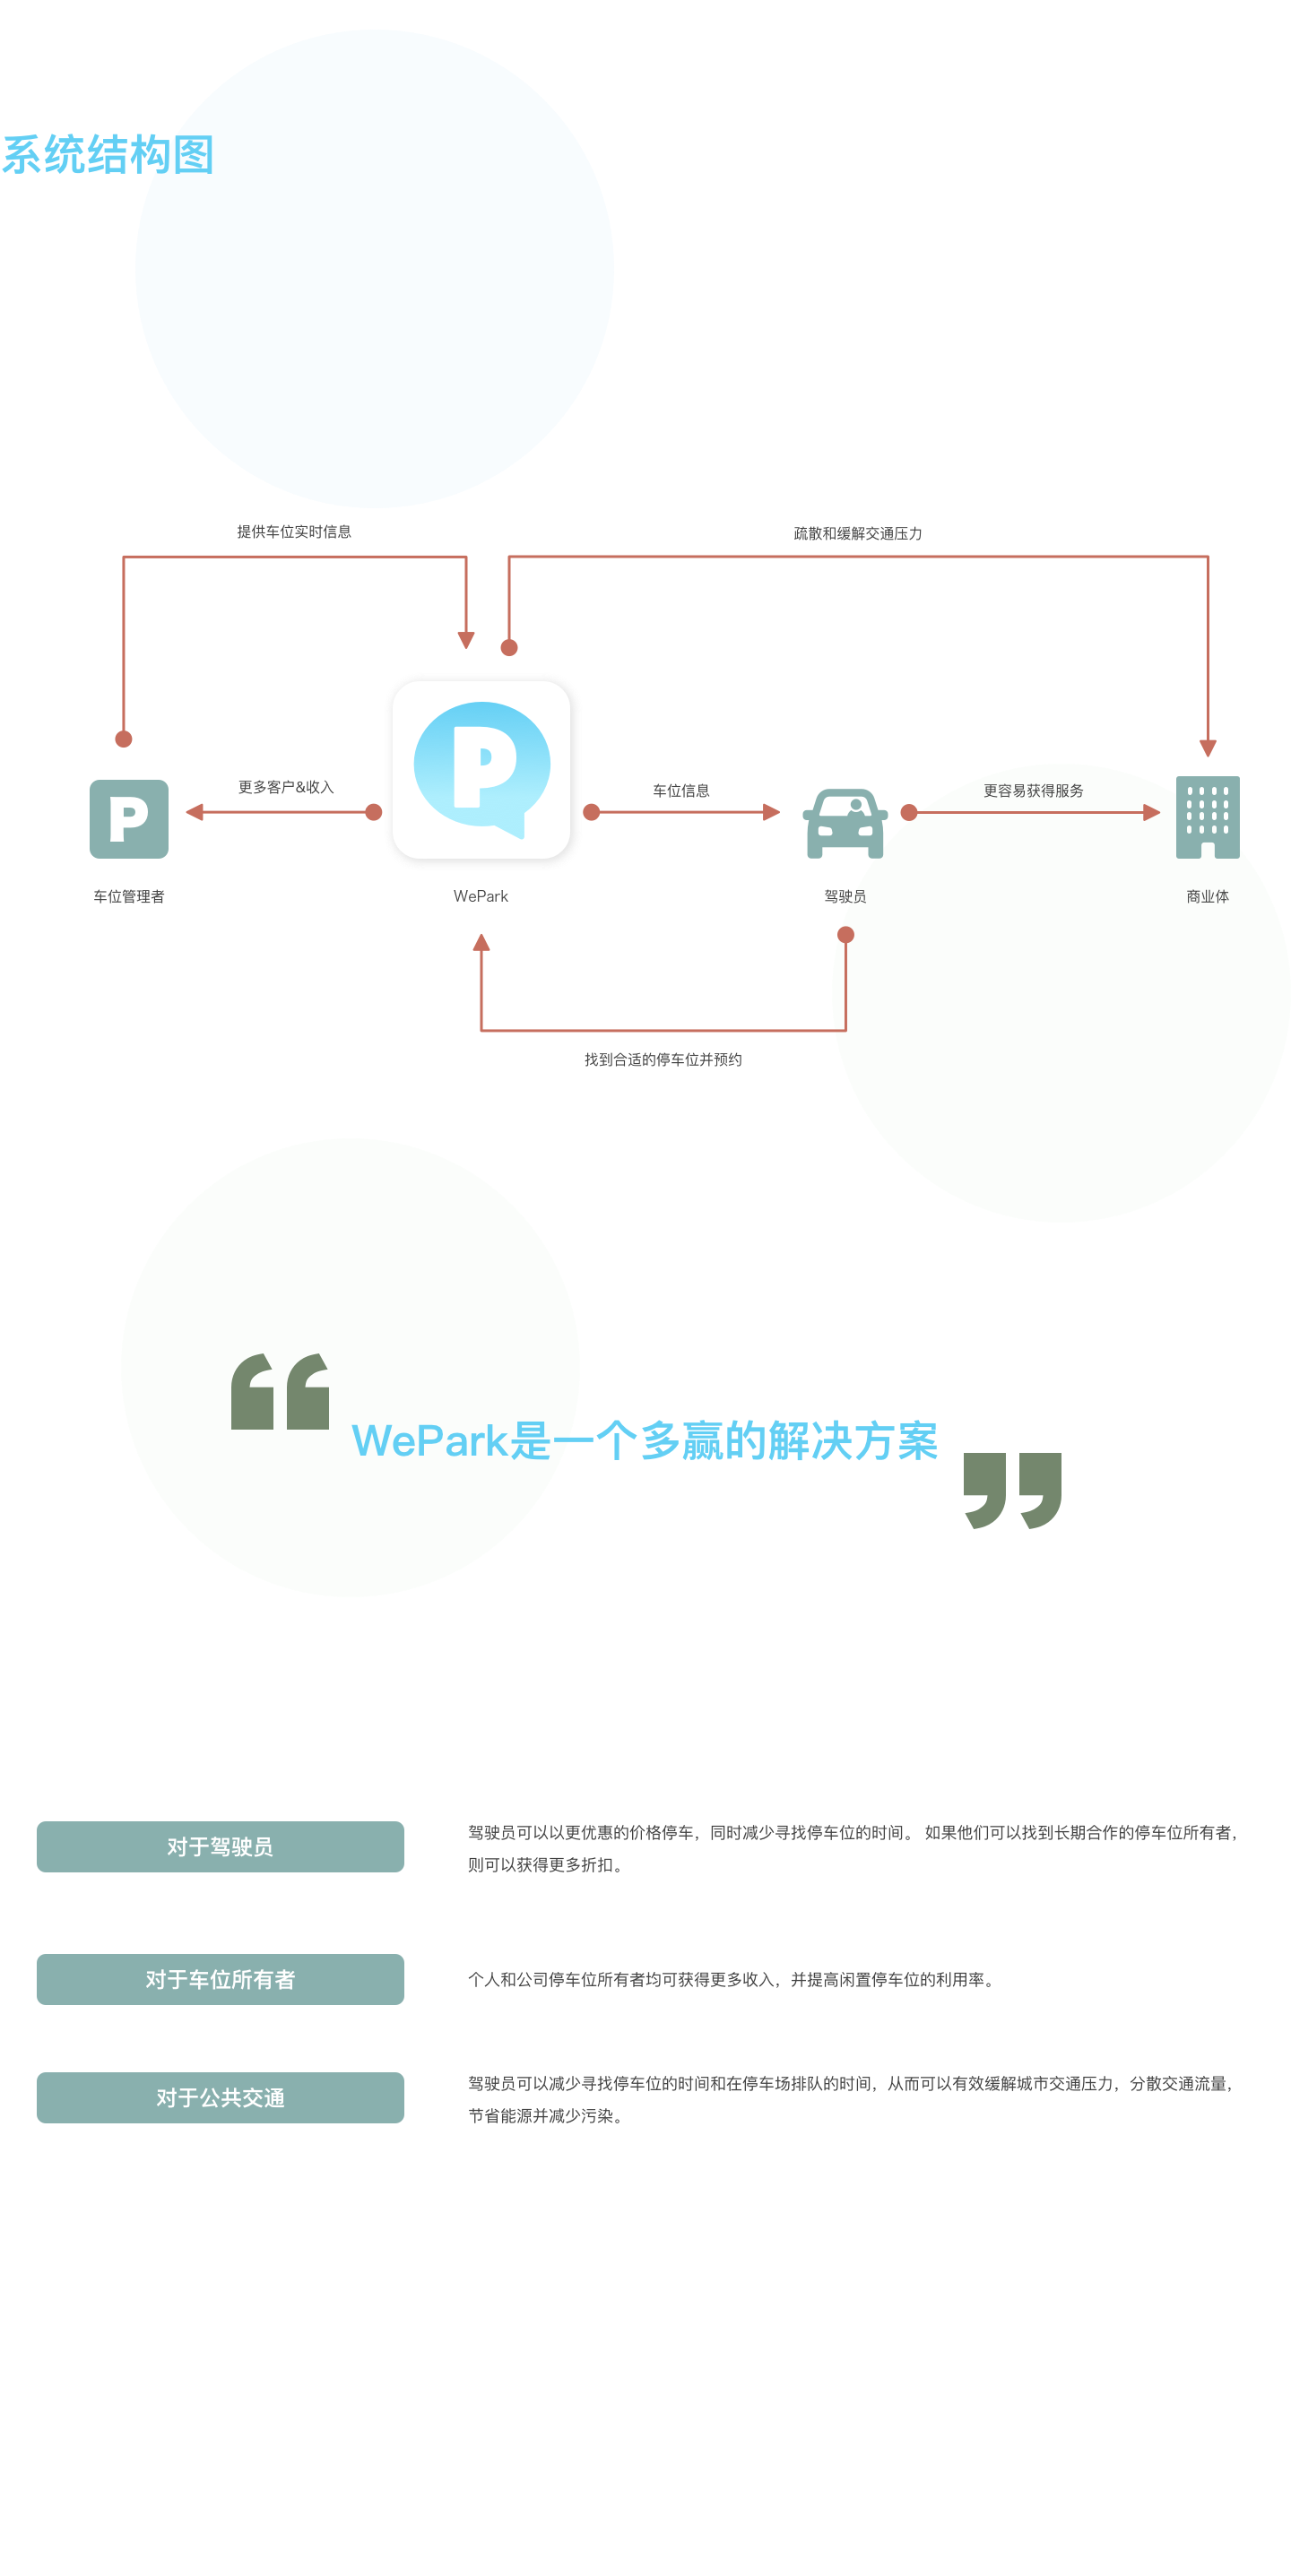 系统结构图
提供车位实时信息
疏散和缓解交通压力
P
P
更多客户&收入
车位信息
更容易获得服务
车位管理者
WePark
驾驶员
商业体
找到合适的停车位并预约
“WePark是一个多赢的解决方案”
对于驾驶员
驾驶员可以以更优惠的价格停车，同时减少寻找停车位的时间。 如果他们可以找到长期合作的停车位所有者，
则可以获得更多折扣。
对于车位所有者
个人和公司停车位所有者均可获得更多收入，并提高闲置停车位的利用率。
对于公共交通
驾驶员可以减少寻找停车位的时间和在停车场排队的时间，从而可以有效缓解城市交通压力，分散交通流量，
节省能源并减少污染。